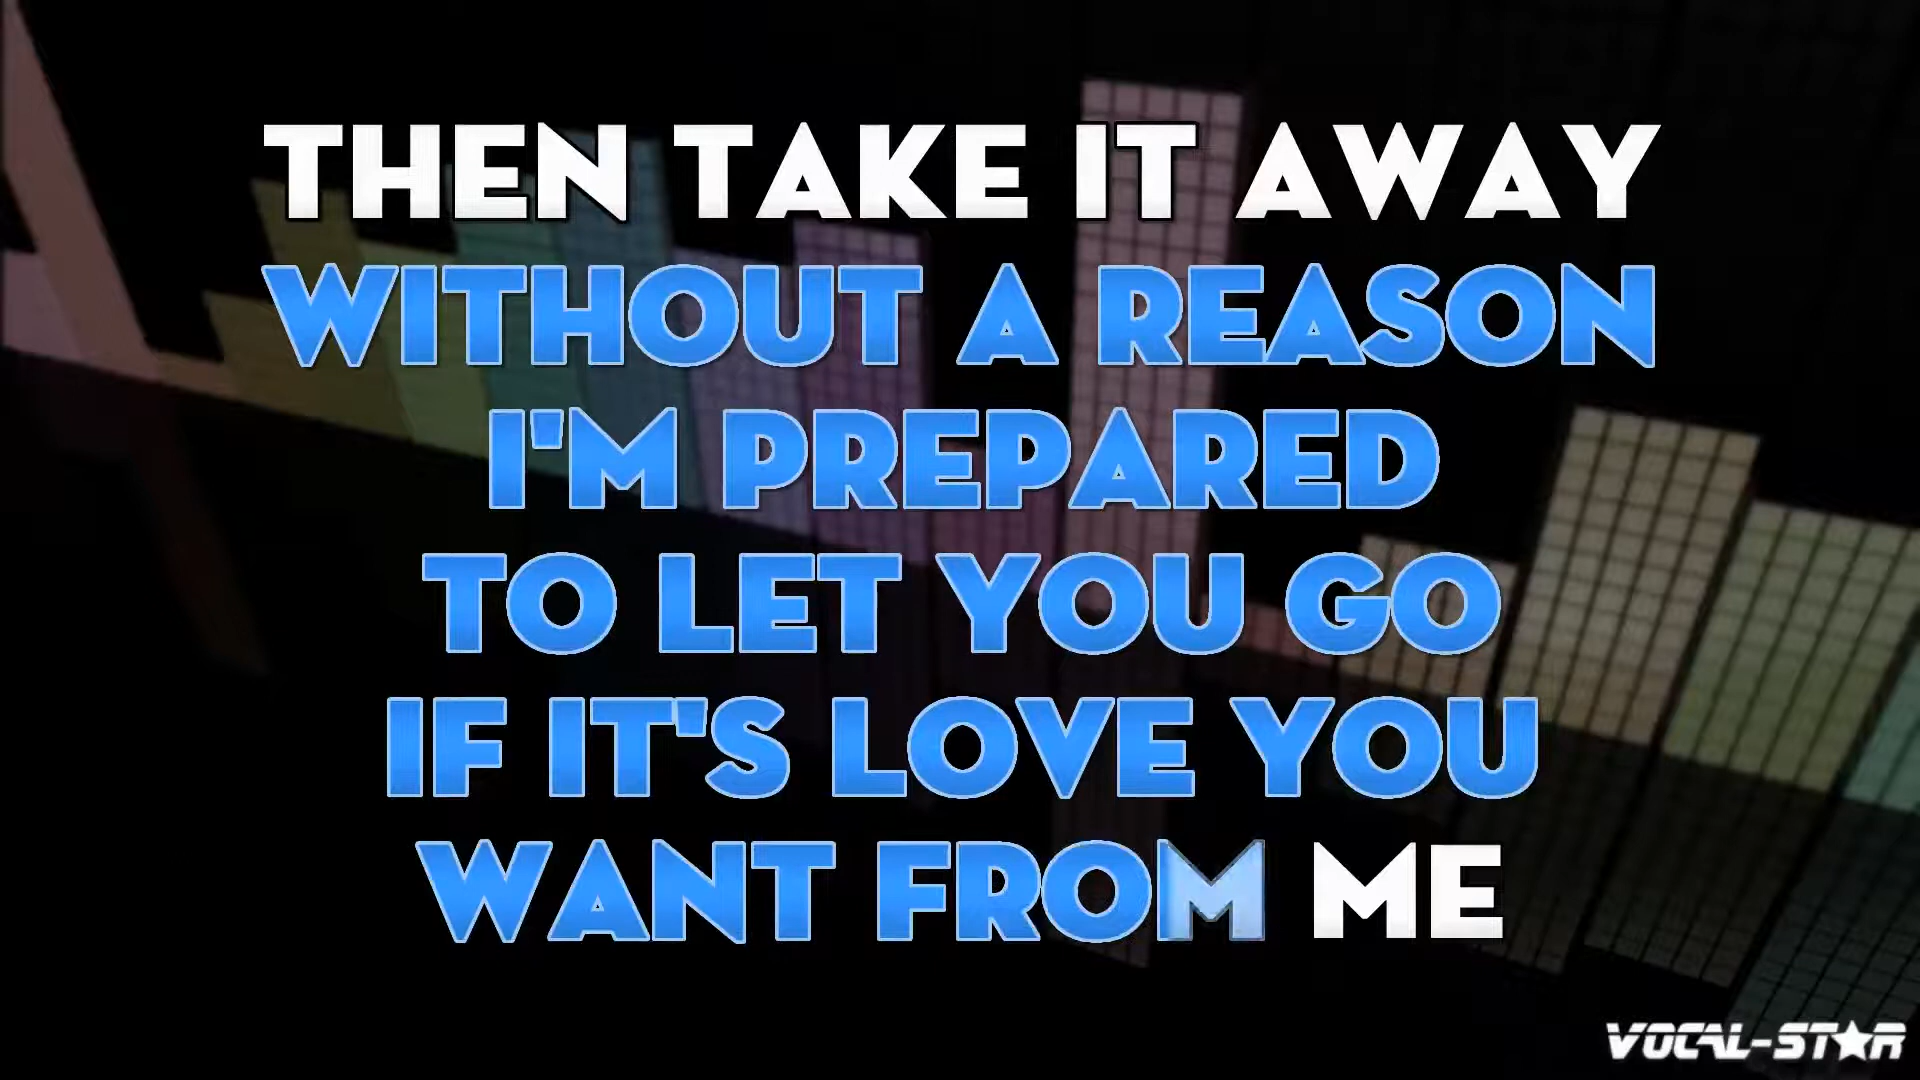 THEN TAKE IT AWAY
WITHOUT A REASON
I'M PREPARED
TO LET YOU GO
IF IT'S LOVE YOU
WANT FROM ME
VOCAL-STAR